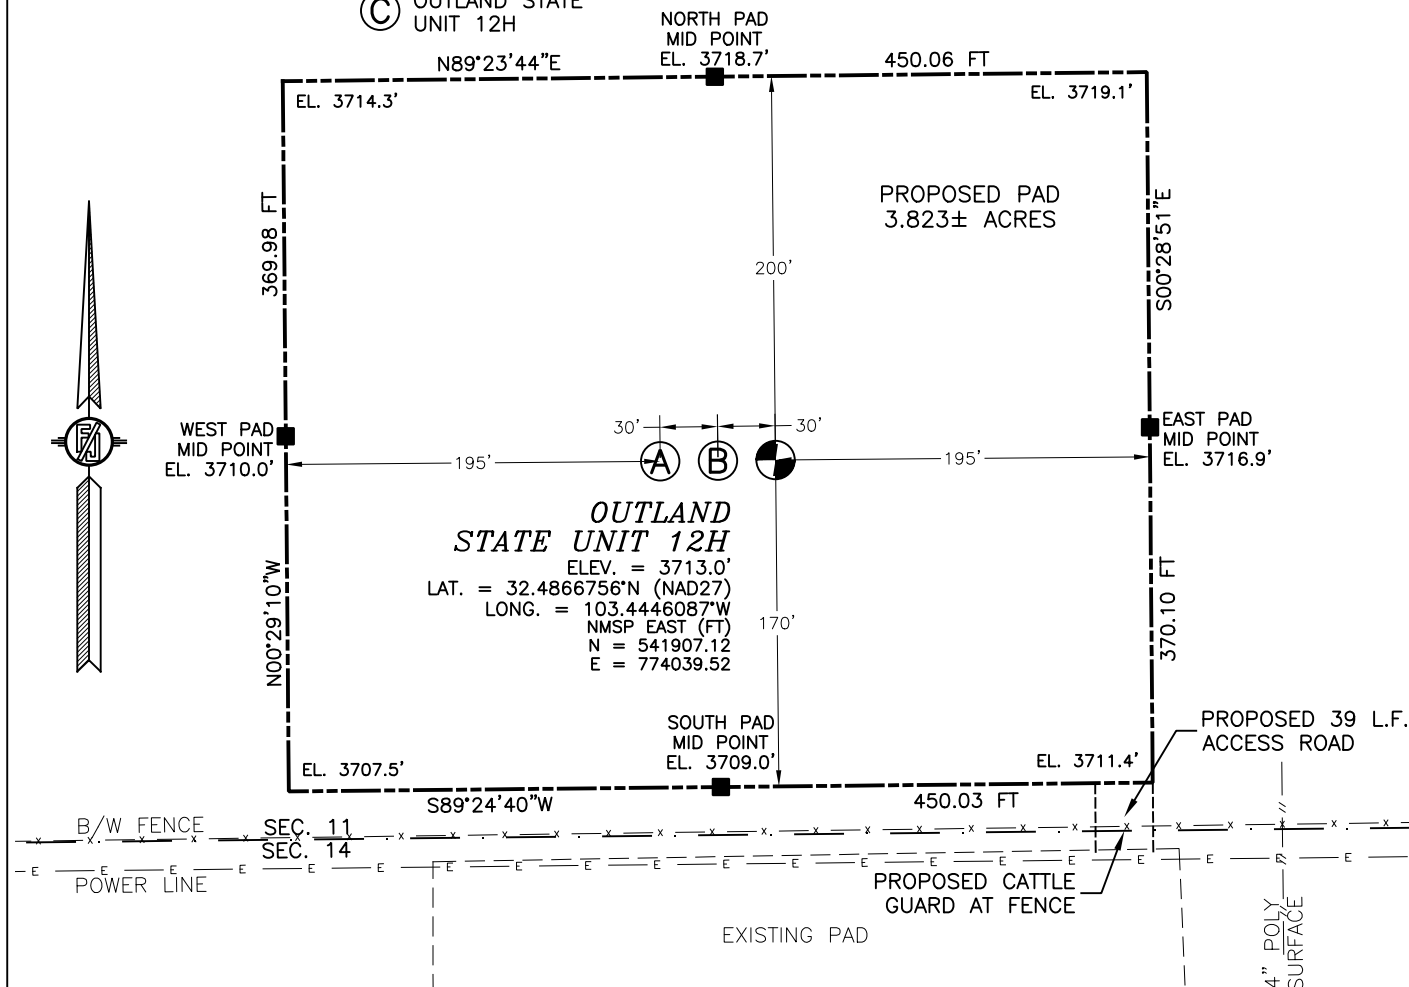 C
OUTLAND STATE
UNIT 12H
NORTH PAD
MID POINT
EL. 3718.7'
N89°23'44"E
450.06 FT
EL. 3714.3'
EL. 3719.1'
PROPOSED PAD
3.823± ACRES
369.98 FT
S00°28'51"E
200'
WEST PAD
MID POINT
EL. 3710.0'
30'
30'
EAST PAD
MID POINT
EL. 3716.9'
195'
A
B
195'
OUTLAND
STATE UNIT 12H
ELEV. = 3713.0'
LAT. = 32.4866756°N (NAD27)
LONG. = 103.4446087°W
NMSP EAST (FT)
N = 541907.12
E = 774039.52
170'
N00°29'10"W
370.10 FT
SOUTH PAD
MID POINT
EL. 3709.0'
EL. 3707.5'
EL. 3711.4'
PROPOSED 39 L.F.
ACCESS ROAD
S89°24'40"W
450.03 FT
B/W FENCE
SEC. 11
SEC. 14
POWER LINE
PROPOSED CATTLE
GUARD AT FENCE
EXISTING PAD
4" POLY
SURFACE